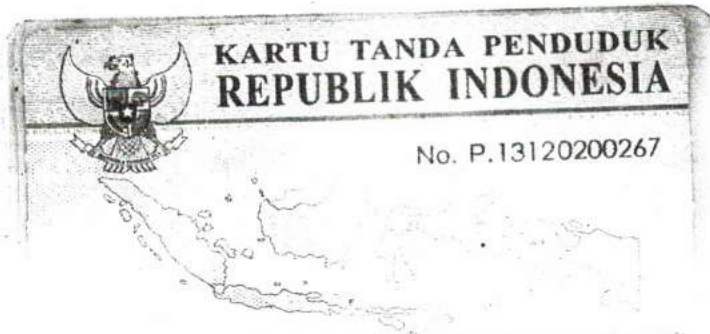 KARTU TANDA PENDUDUK
REPUBLIK INDONESIA
No. P.13120200267